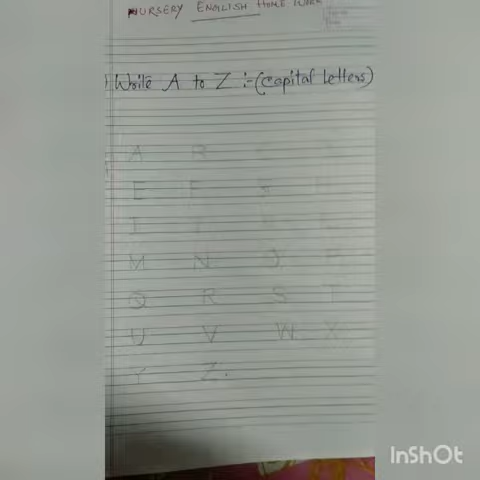 NURSERY ENGLISH HOME WORK
) Write A to Z :-(Capital Letters)
A B
E F G H
I J K L
M N O P
Q R S T
U V W X
Y Z.
InShOt